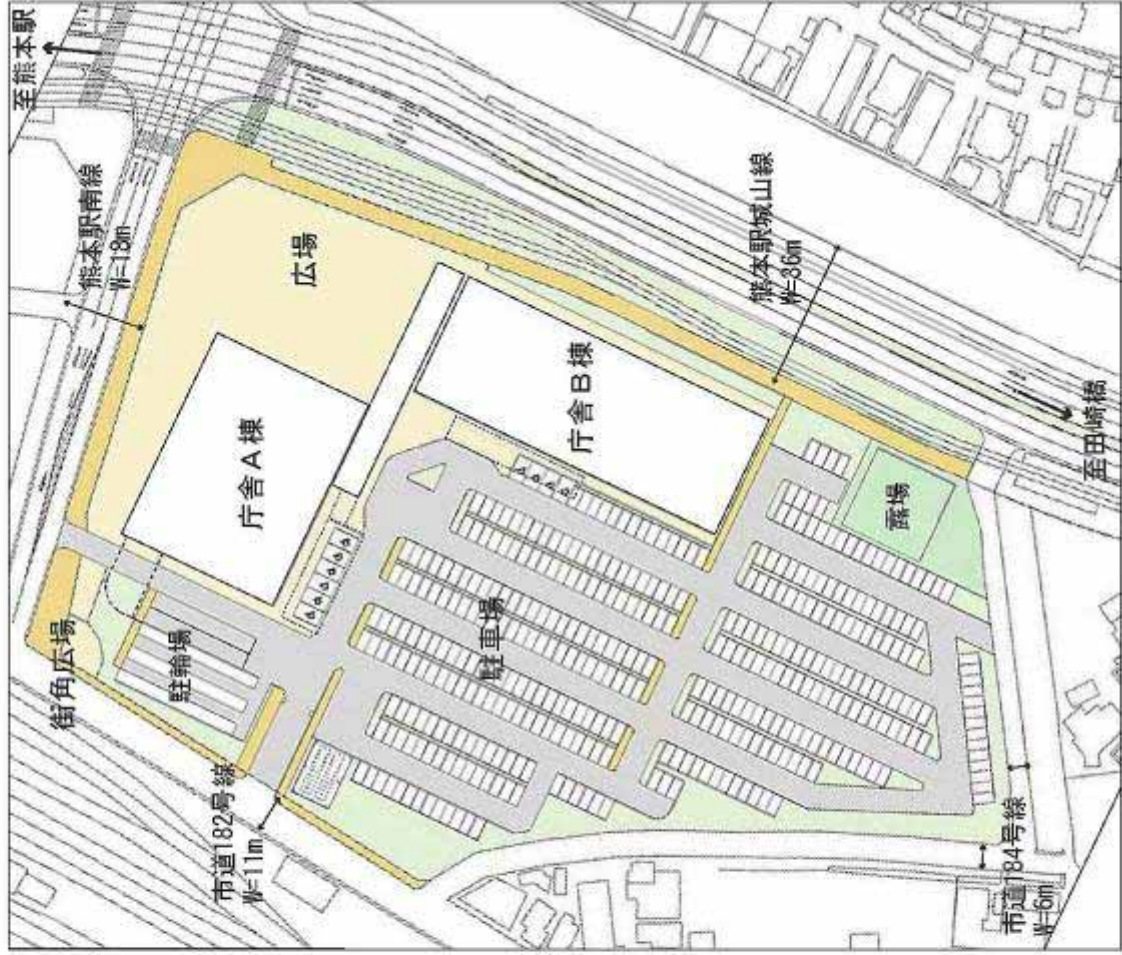 至熊本駅
熊本駅南線
W=18m
広場
街角広場
庁舎A棟
駐輪場
庁舎B棟
熊本駅城山線
W=36m
駐車場
露場
市道182号線
W=11m
至田崎橋
市道184号線
W=6m